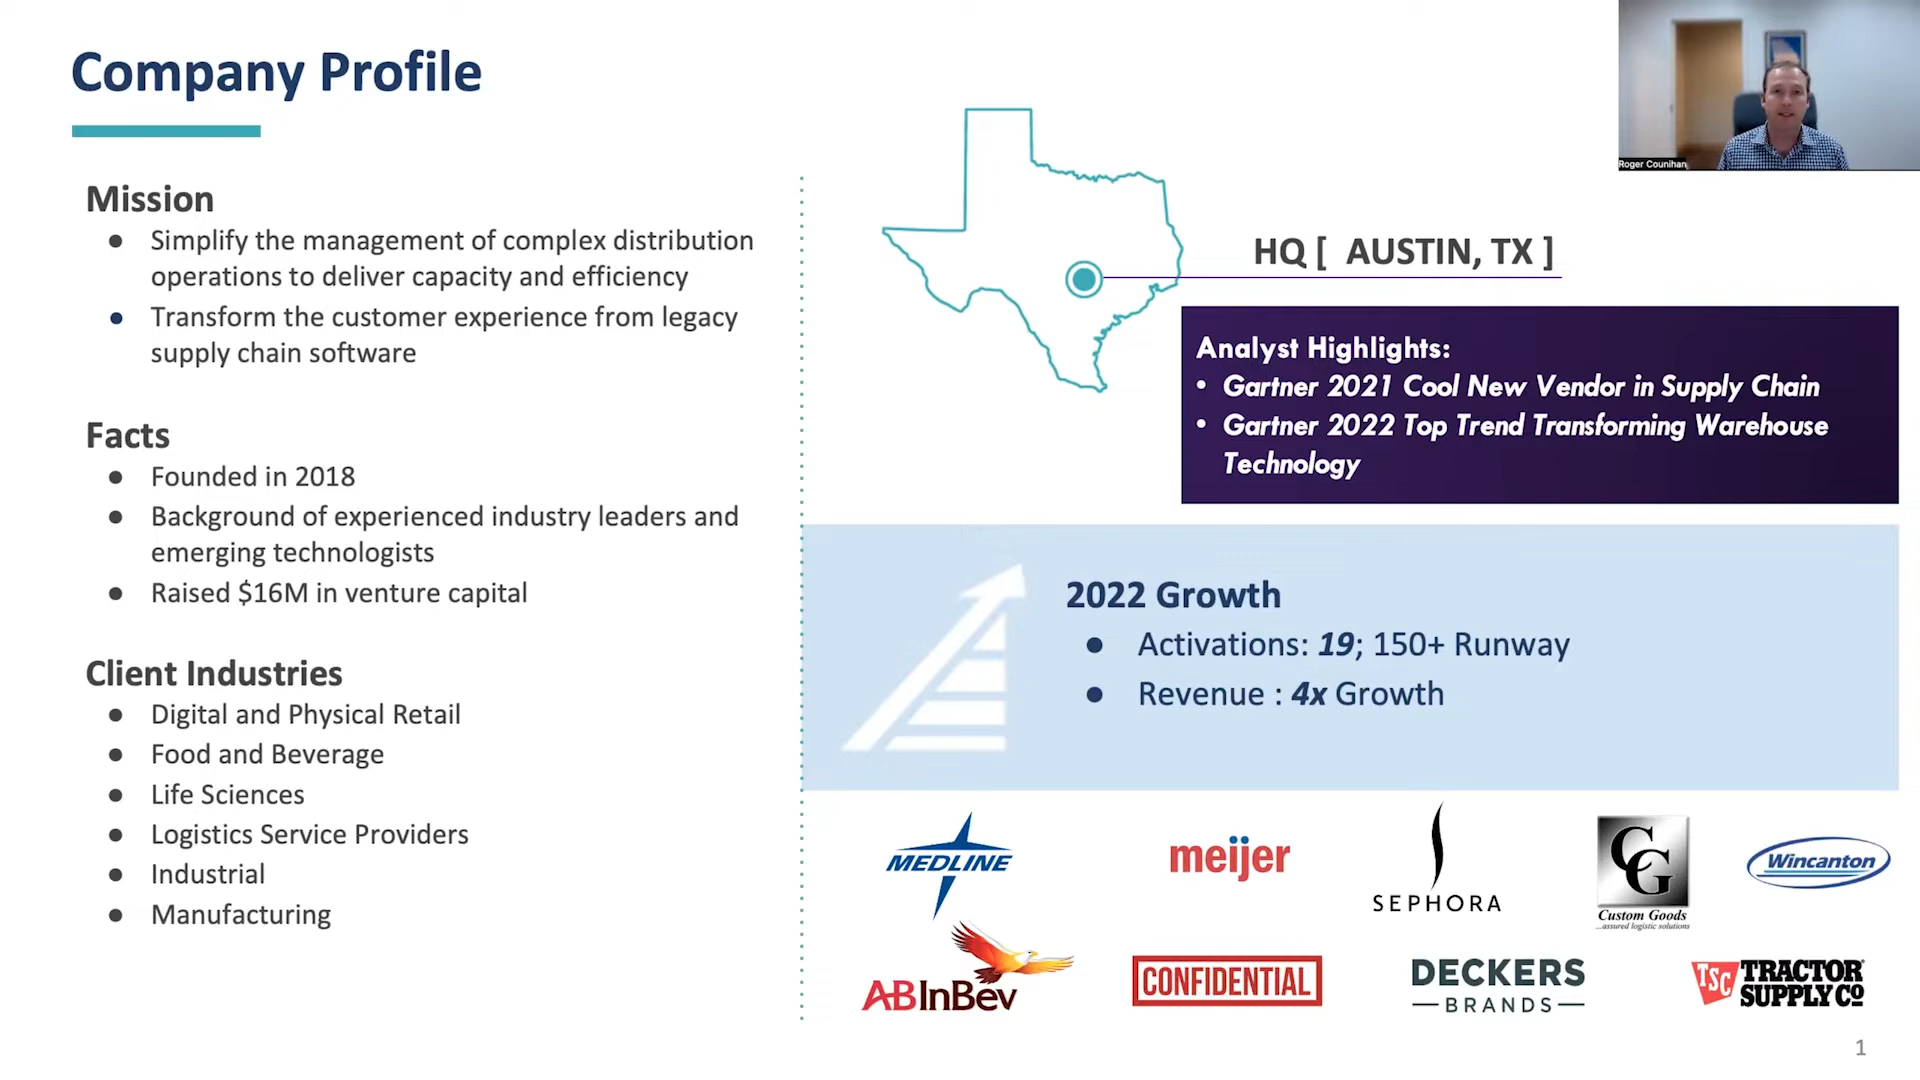 Company Profile
Roger Counihan
Mission
● Simplify the management of complex distribution
operations to deliver capacity and efficiency
● Transform the customer experience from legacy
supply chain software
Facts
● Founded in 2018
● Background of experienced industry leaders and
emerging technologists
● Raised $16M in venture capital
Client Industries
● Digital and Physical Retail
● Food and Beverage
● Life Sciences
● Logistics Service Providers
● Industrial
● Manufacturing
HQ [ AUSTIN, TX ]
Analyst Highlights:
• Gartner 2021 Cool New Vendor in Supply Chain
• Gartner 2022 Top Trend Transforming Warehouse
Technology
2022 Growth
● Activations: 19; 150+ Runway
● Revenue : 4x Growth
MEDLINE
meijer
SEPHORA
CG
Custom Goods
...assured logistic solutions
Wincanton
ABInBev
CONFIDENTIAL
DECKERS
BRANDS
TSC TRACTOR
SUPPLY CO
1